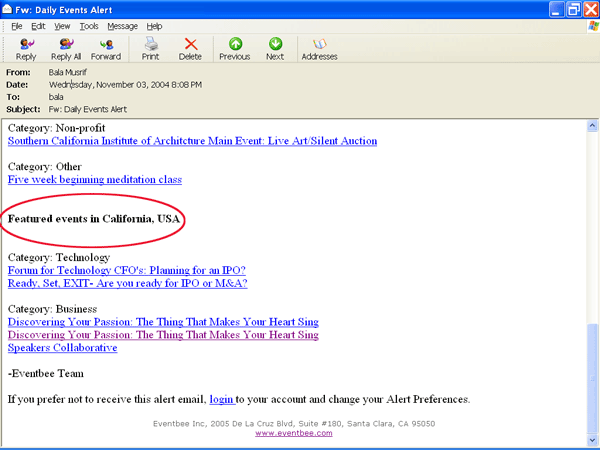 Fw: Daily Events Alert
File Edit View Tools Message Help
Reply Reply All Forward Print Delete Previous Next Addresses
From: Bala Musrif
Date: Wednesday, November 03, 2004 8:08 PM
To: bala
Subject: Fw: Daily Events Alert
Category: Non-profit
Southern California Institute of Architcture Main Event: Live Art/Silent Auction
Category: Other
Five week beginning meditation class
Featured events in California, USA
Category: Technology
Forum for Technology CFO's: Planning for an IPO?
Ready, Set, EXIT- Are you ready for IPO or M&A?
Category: Business
Discovering Your Passion: The Thing That Makes Your Heart Sing
Discovering Your Passion: The Thing That Makes Your Heart Sing
Speakers Collaborative
-Eventbee Team
If you prefer not to receive this alert email, login to your account and change your Alert Preferences.
Eventbee Inc, 2005 De La Cruz Blvd, Suite #180, Santa Clara, CA 95050
www.eventbee.com